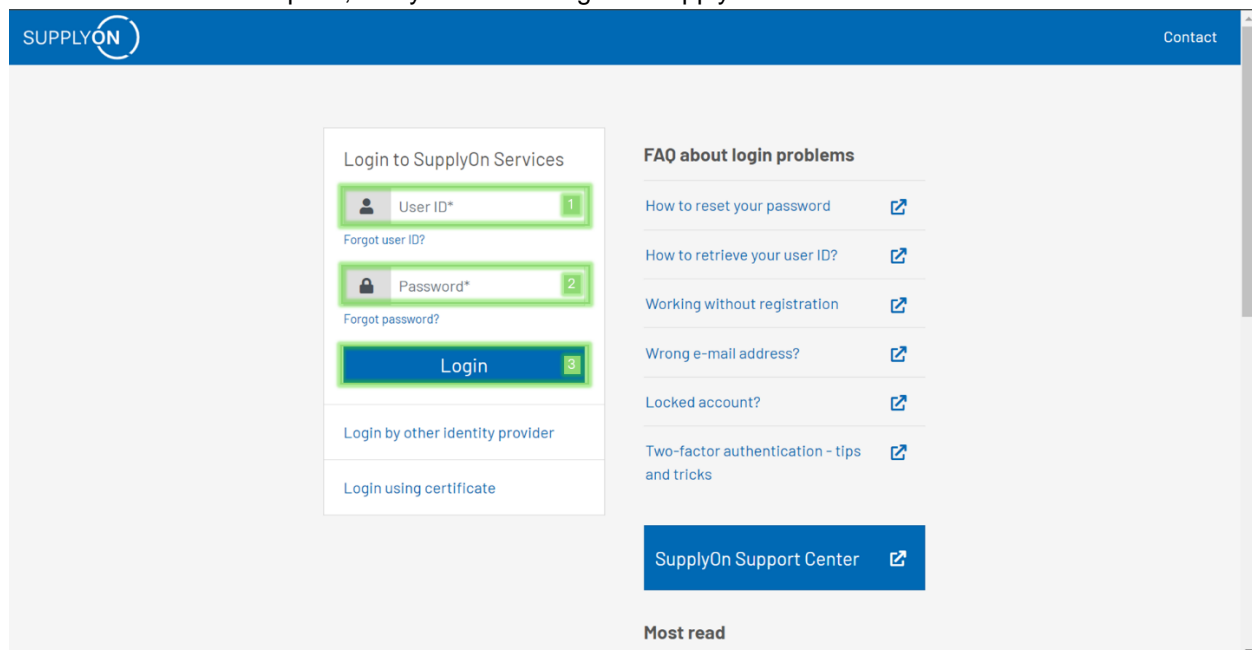 SUPPLYON
Contact
Login to SupplyOn Services
User ID*
1
Forgot user ID?
Password*
2
Forgot password?
Login
3
Login by other identity provider
Login using certificate
FAQ about login problems
How to reset your password
How to retrieve your user ID?
Working without registration
Wrong e-mail address?
Locked account?
Two-factor authentication - tips
and tricks
SupplyOn Support Center
Most read